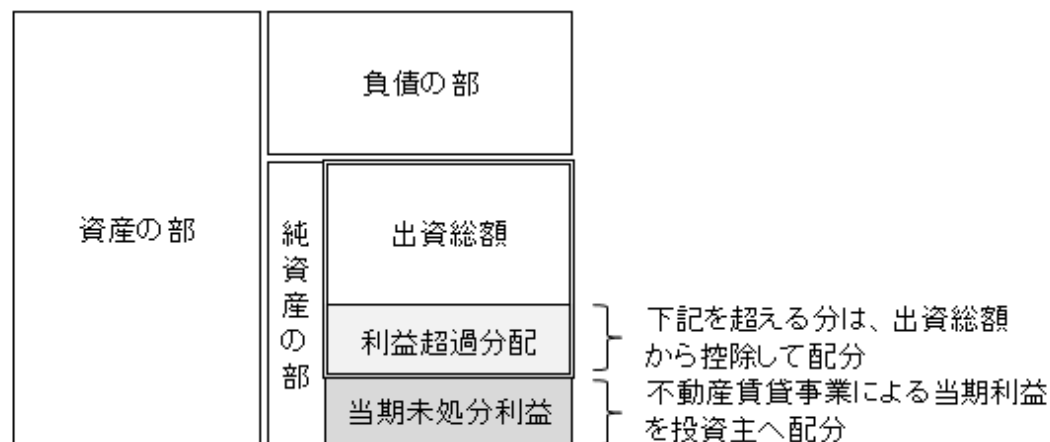 負債の部
資産の部
純資産の部
出資総額
利益超過分配
下記を超える分は、出資総額
から控除して配分
当期未処分利益
不動産賃貸事業による当期利益
を投資主へ配分